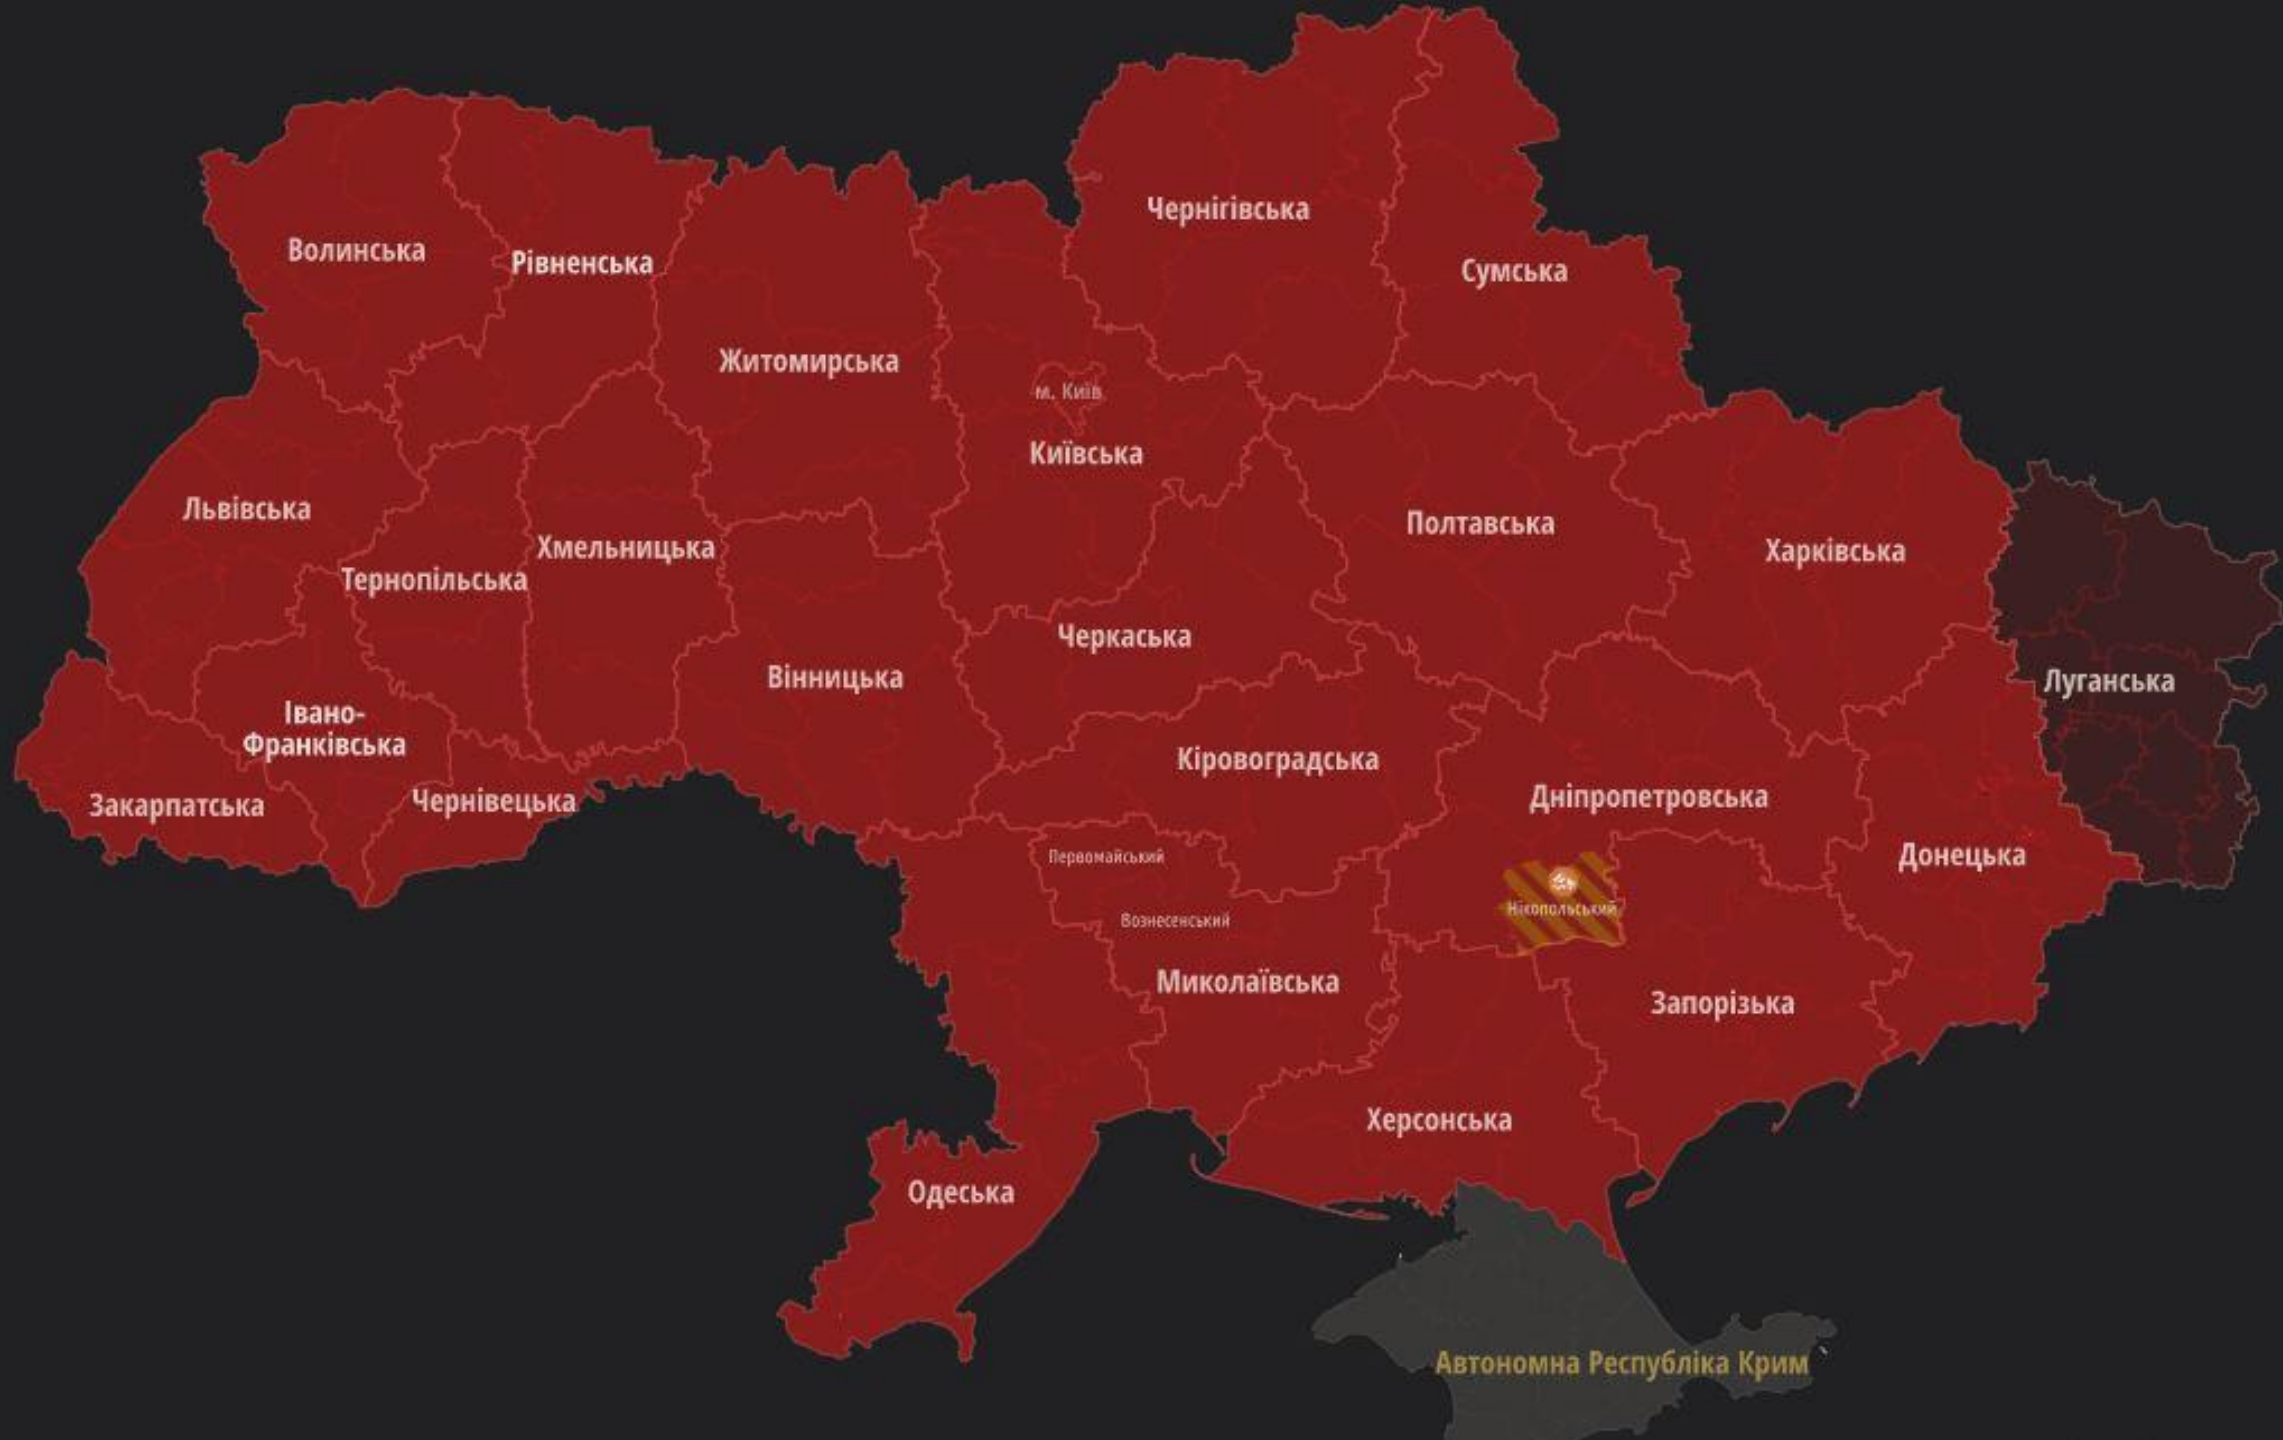 Чернігівська
Волинська
Рівненська
Сумська
Житомирська
м. Київ
Київська
Львівська
Полтавська
Хмельницька
Харківська
Тернопільська
Черкаська
Вінницька
Луганська
Івано-
Франківська
Кіровоградська
Дніпропетровська
Чернівецька
Закарпатська
Первомайський
Донецька
Нікопольський
Вознесенський
Миколаївська
Запорізька
Херсонська
Одеська
Автономна Республіка Крим